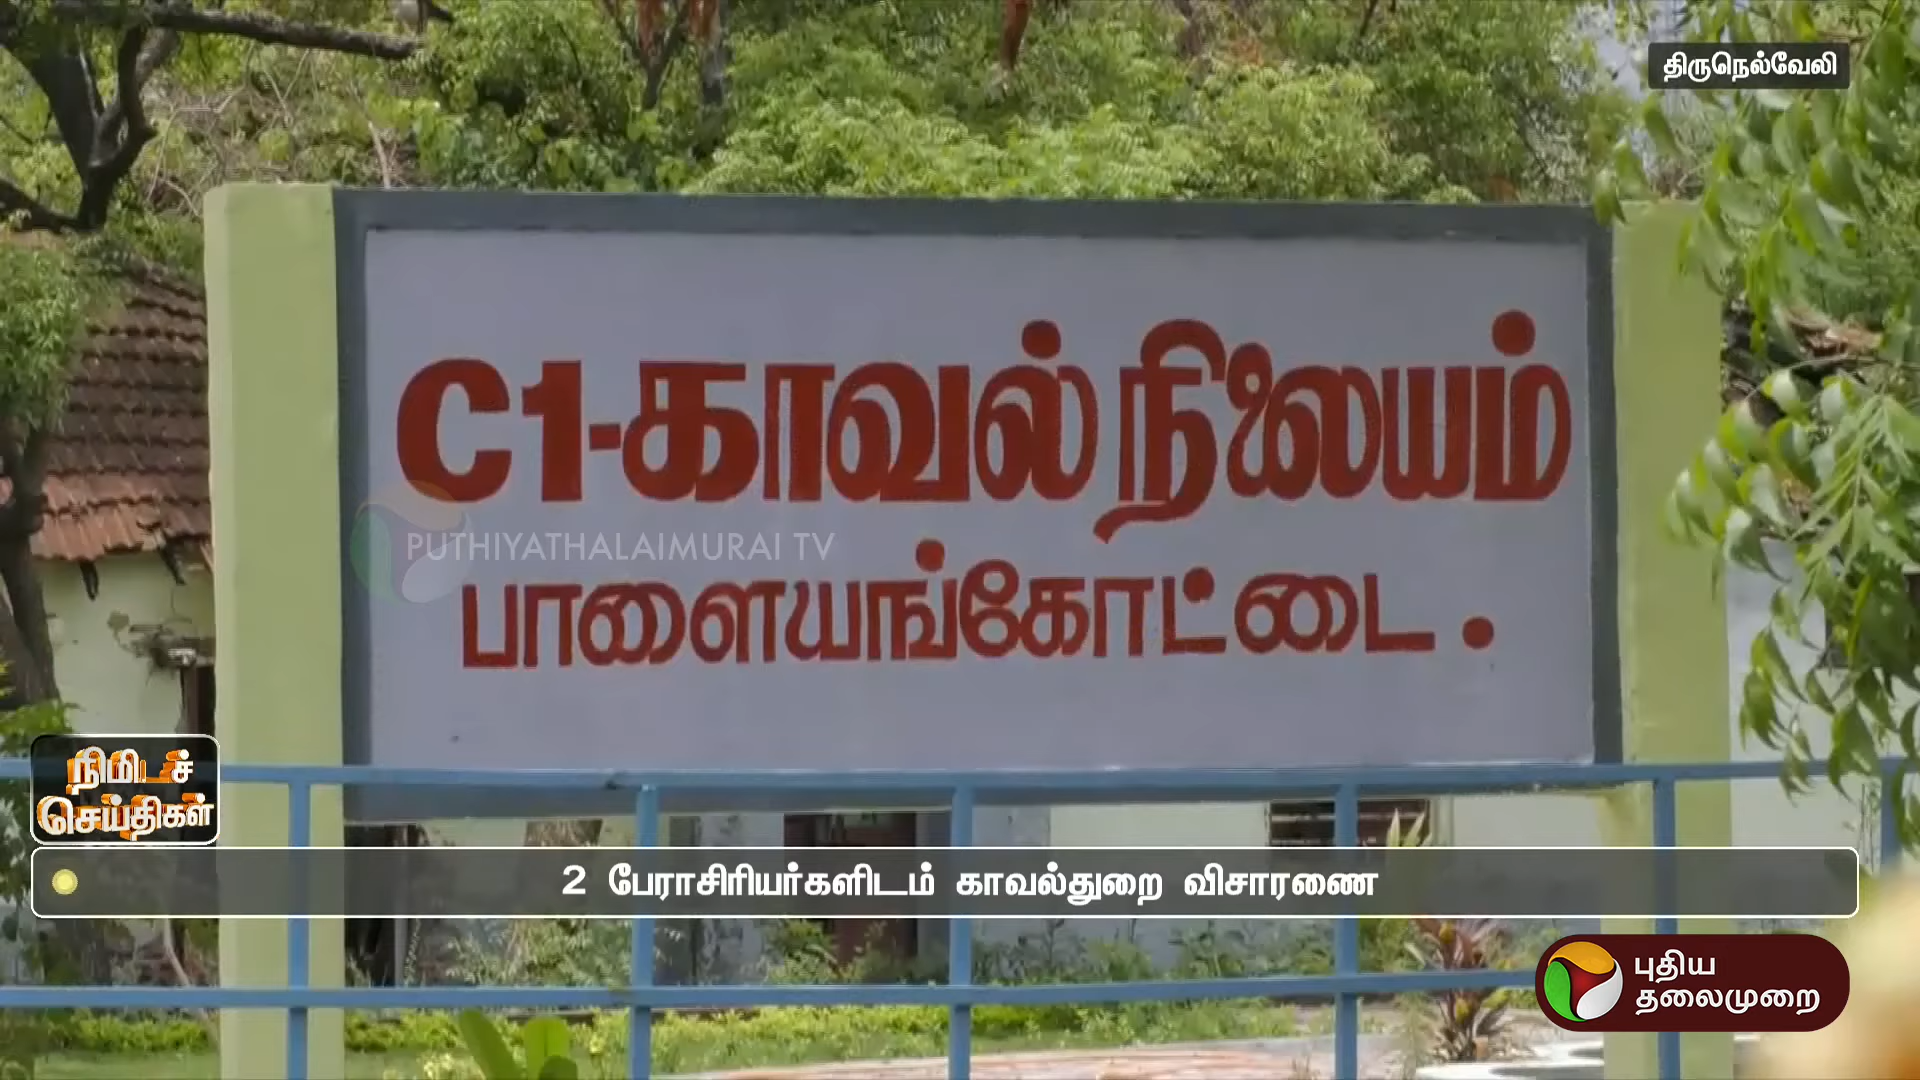 திருநெல்வேலி
C1-காவல் நிலையம்
PUTHIYATHALAIMURAI TV
பாளையங்கோட்டை.
நிமிடச்
செய்திகள்
2 பேராசிரியர்களிடம் காவல்துறை விசாரணை
புதிய
தலைமுறை